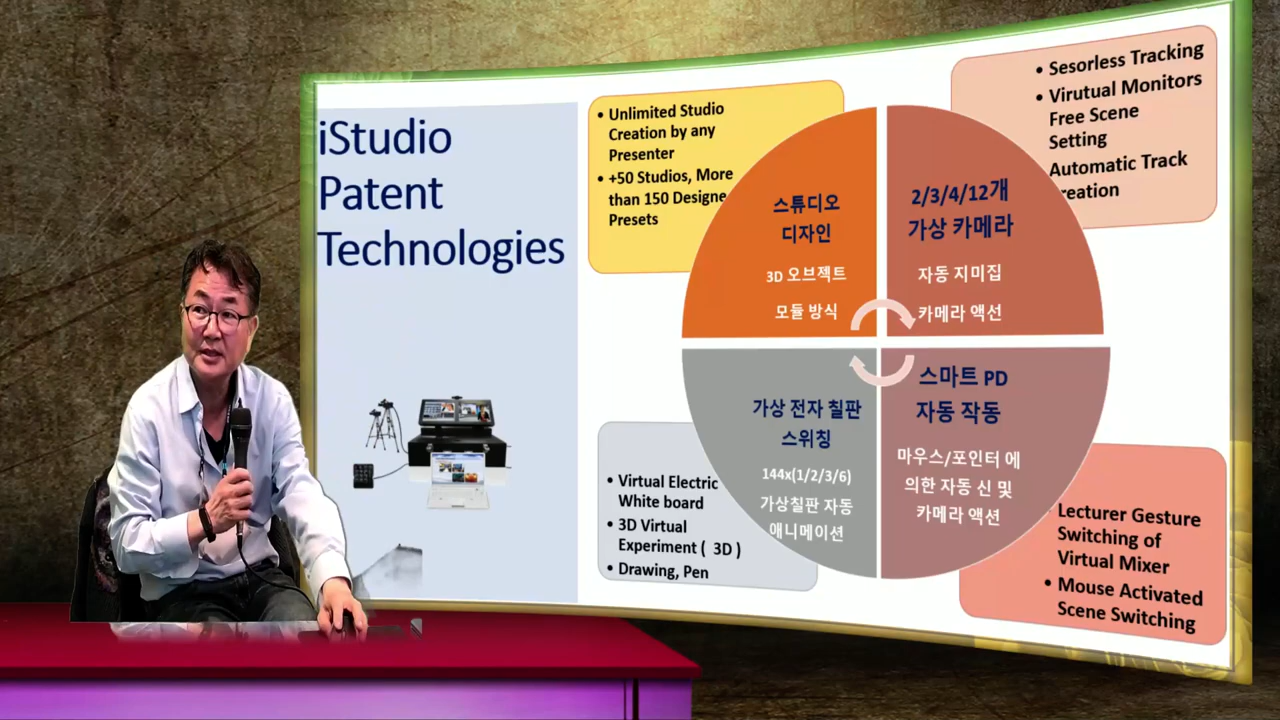 iStudio
Patent
Technologies
• Unlimited Studio
Creation by any
Presenter
• +50 Studios, More
than 150 Designe
Presets
• Sesorless Tracking
• Virutual Monitors
Free Scene
Setting
Automatic Track
reation
스튜디오
디자인
3D 오브젝트
모듈 방식
2/3/4/12개
가상 카메라
자동 지미집
카메라 액션
가상 전자 칠판
스위칭
144x(1/2/3/6)
가상칠판 자동
애니메이션
스마트 PD
자동 작동
마우스/포인터 에
의한 자동 신 및
카메라 액션
• Virtual Electric
White board
• 3D Virtual
Experiment ( 3D )
• Drawing, Pen
Lecturer Gesture
Switching of
Virtual Mixer
• Mouse Activated
Scene Switching